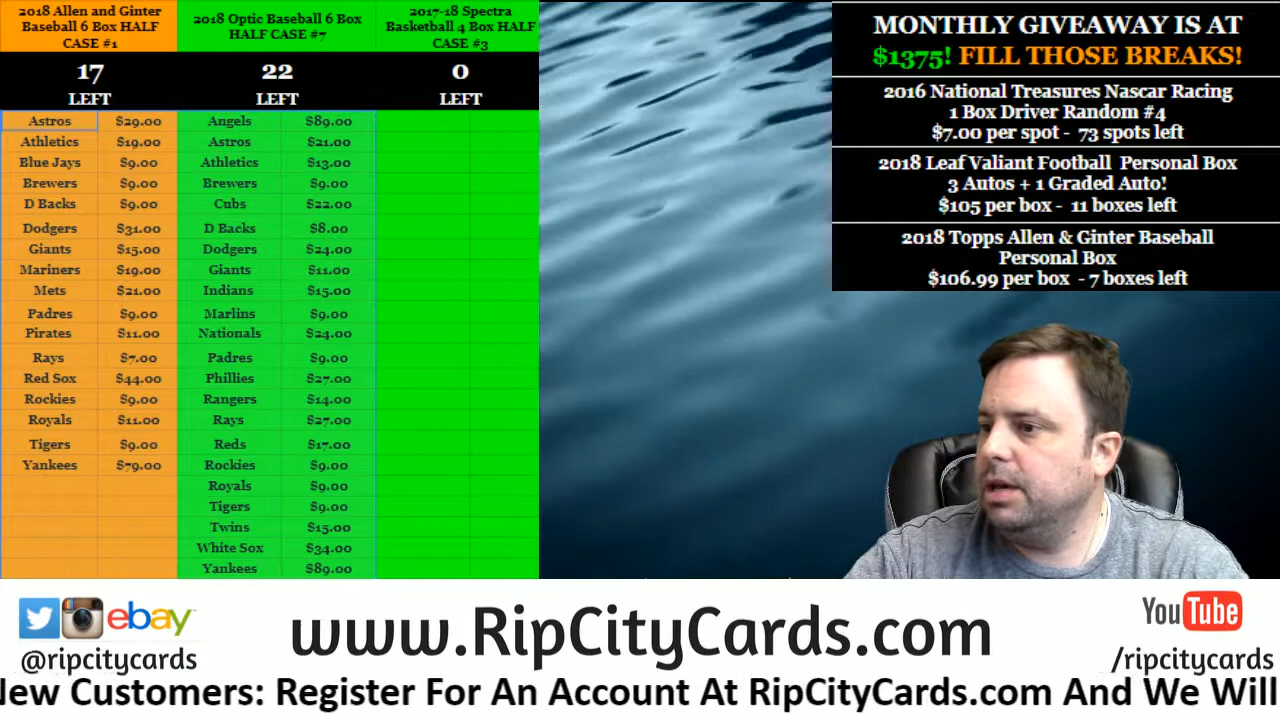 2018 Allen and Ginter
Baseball 6 Box HALF
CASE #1
17
LEFT
Astros $29.00
Athletics $19.00
Blue Jays $9.00
Brewers $9.00
D Backs $9.00
Dodgers $31.00
Giants $15.00
Mariners $19.00
Mets $21.00
Padres $9.00
Pirates $11.00
Rays $7.00
Red Sox $44.00
Rockies $9.00
Royals $11.00
Tigers $9.00
Yankees $79.00
2018 Optic Baseball 6 Box
HALF CASE #7
22
LEFT
Angels $89.00
Astros $21.00
Athletics $13.00
Brewers $9.00
Cubs $22.00
D Backs $8.00
Dodgers $24.00
Giants $11.00
Indians $15.00
Marlins $9.00
Nationals $24.00
Padres $9.00
Phillies $27.00
Rangers $14.00
Rays $27.00
Reds $17.00
Rockies $9.00
Royals $9.00
Tigers $9.00
Twins $15.00
White Sox $34.00
Yankees $89.00
2017-18 Spectra
Basketball 4 Box HALF
CASE #3
0
LEFT
MONTHLY GIVEAWAY IS AT
$1375! FILL THOSE BREAKS!
2016 National Treasures Nascar Racing
1 Box Driver Random #4
$7.00 per spot - 73 spots left
2018 Leaf Valiant Football Personal Box
3 Autos + 1 Graded Auto!
$105 per box - 11 boxes left
2018 Topps Allen & Ginter Baseball
Personal Box
$106.99 per box - 7 boxes left
ebay
@ripcitycards
www.RipCityCards.com
YouTube
/ripcitycards
New Customers: Register For An Account At RipCityCards.com And We Will